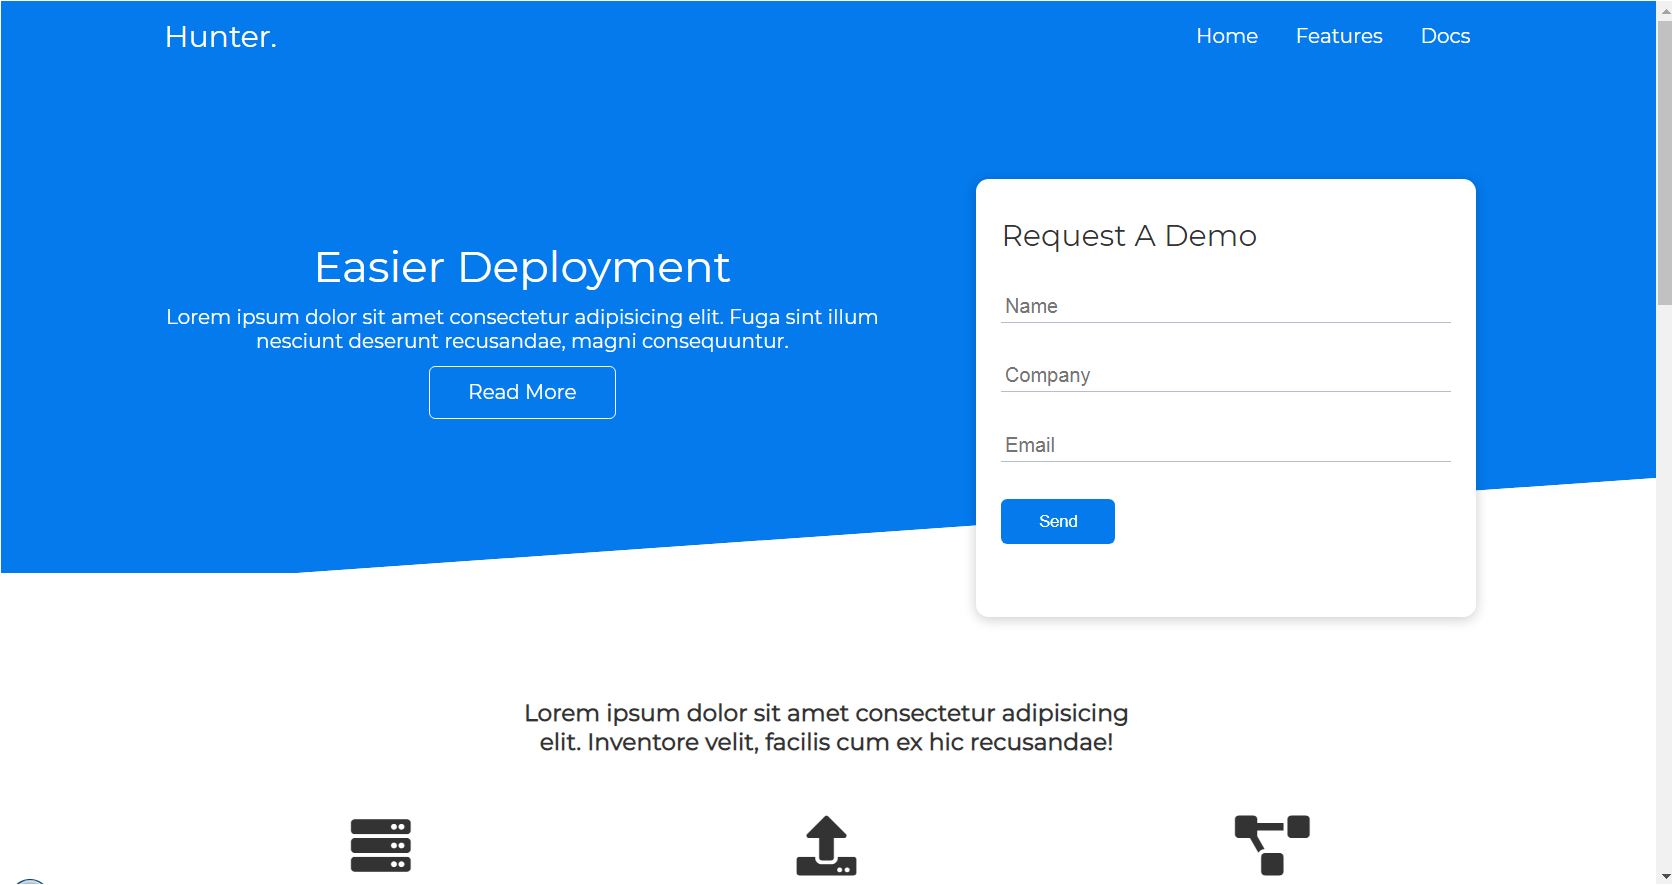 Hunter.
Home Features Docs
Easier Deployment
Lorem ipsum dolor sit amet consectetur adipisicing elit. Fuga sint illum
nesciunt deserunt recusandae, magni consequuntur.
Read More
Request A Demo
Name
Company
Email
Send
Lorem ipsum dolor sit amet consectetur adipisicing
elit. Inventore velit, facilis cum ex hic recusandae!